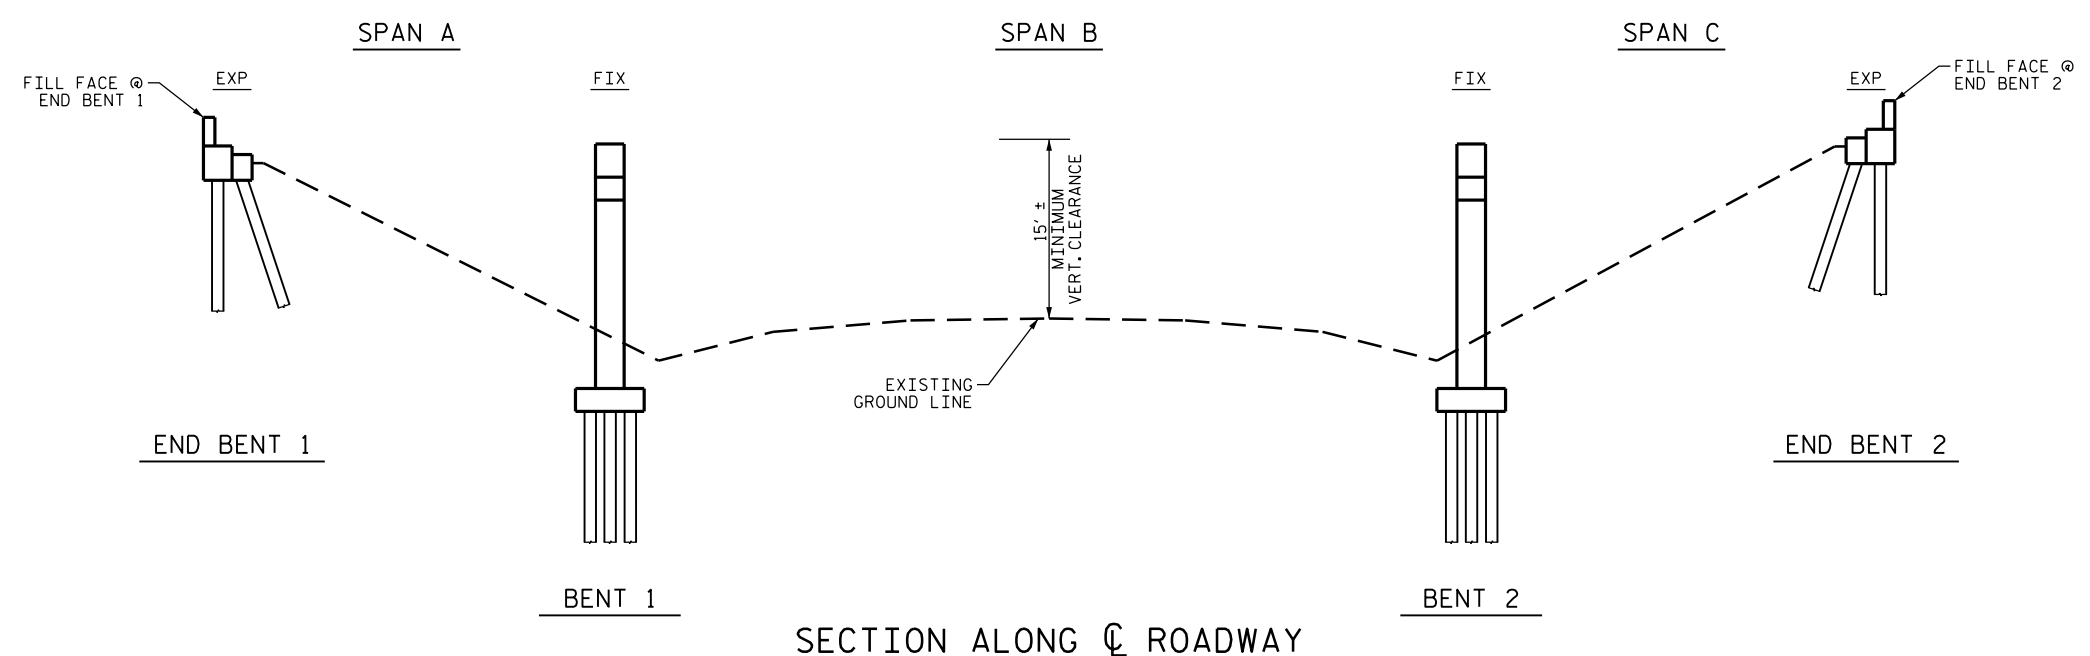 SPAN A
SPAN B
SPAN C
FILL FACE @
END BENT 1
EXP
FIX
FIX
EXP
FILL FACE @
END BENT 2
15' ±
MINIMUM
VERT. CLEARANCE
EXISTING
GROUND LINE
END BENT 1
END BENT 2
BENT 1
BENT 2
SECTION ALONG ℄ ROADWAY